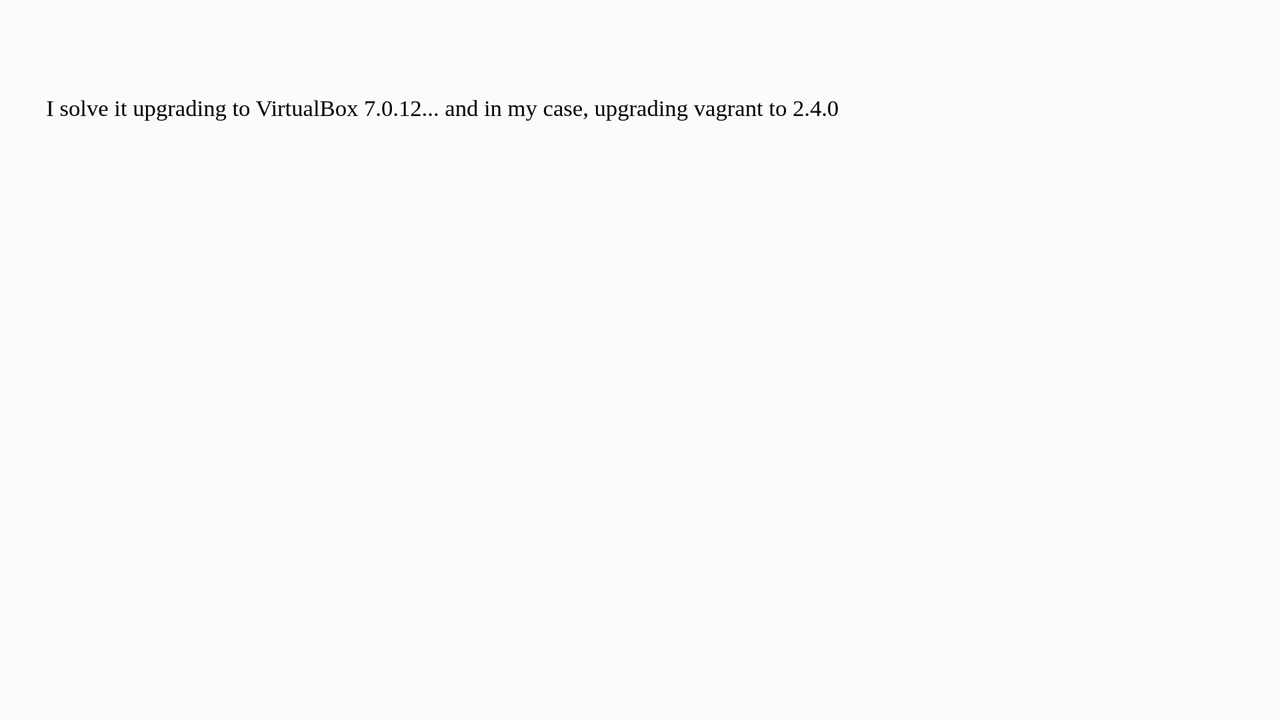 I solve it upgrading to VirtualBox 7.0.12... and in my case, upgrading vagrant to 2.4.0